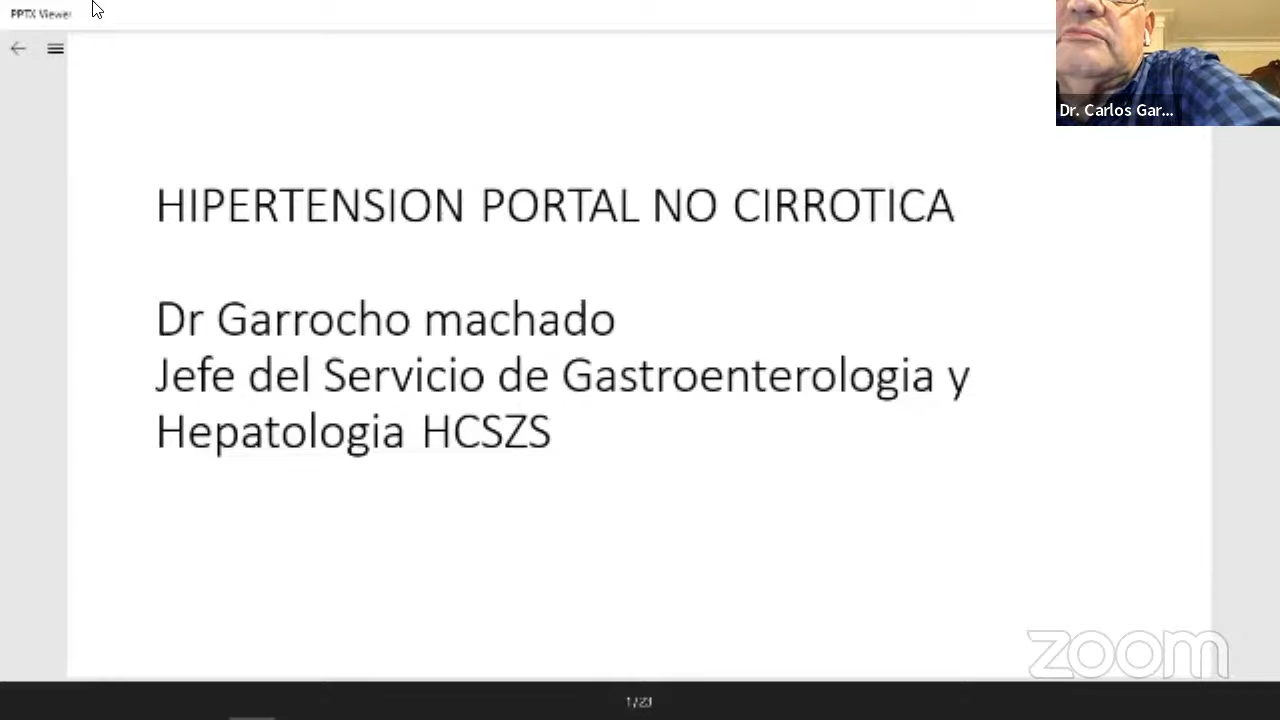 PPTX Viewer
Dr. Carlos Gar...
HIPERTENSION PORTAL NO CIRROTICA
Dr Garrocho machado
Jefe del Servicio de Gastroenterologia y
Hepatologia HCSZS
zoom
1/23